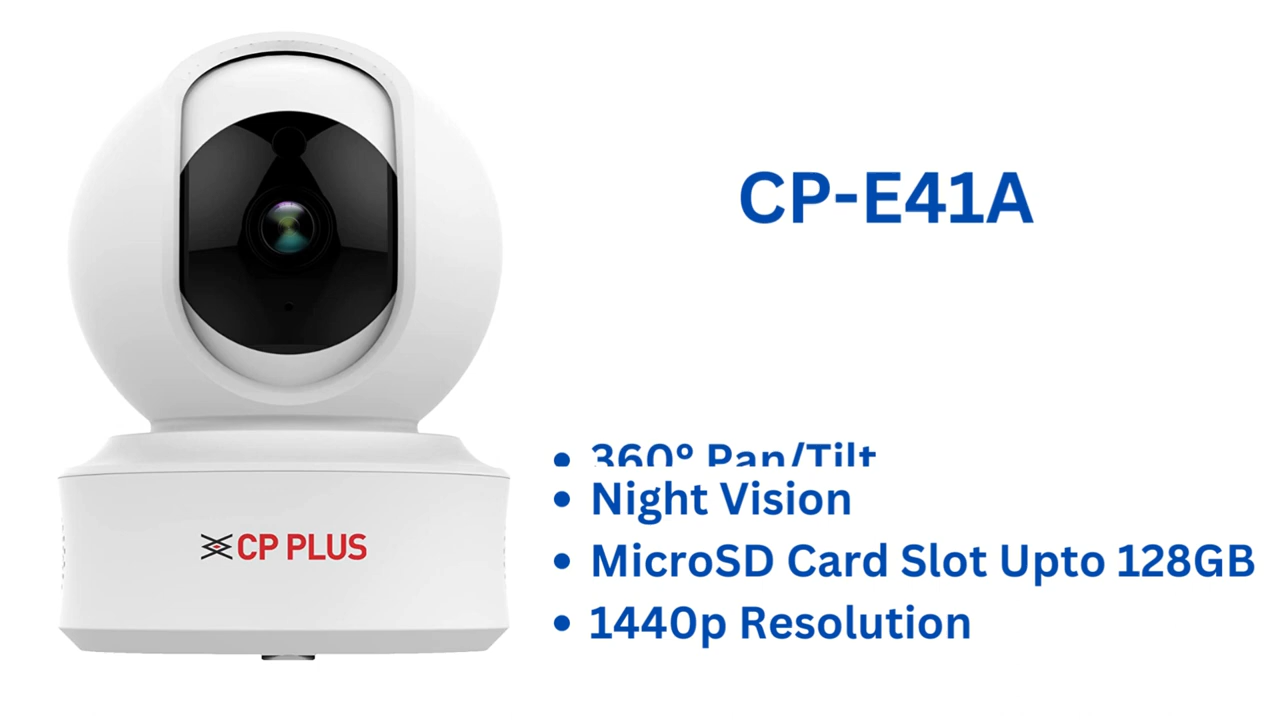 CP-E41A
• 360° Pan/Tilt
• Night Vision
• MicroSD Card Slot Upto 128GB
• 1440p Resolution
CP PLUS